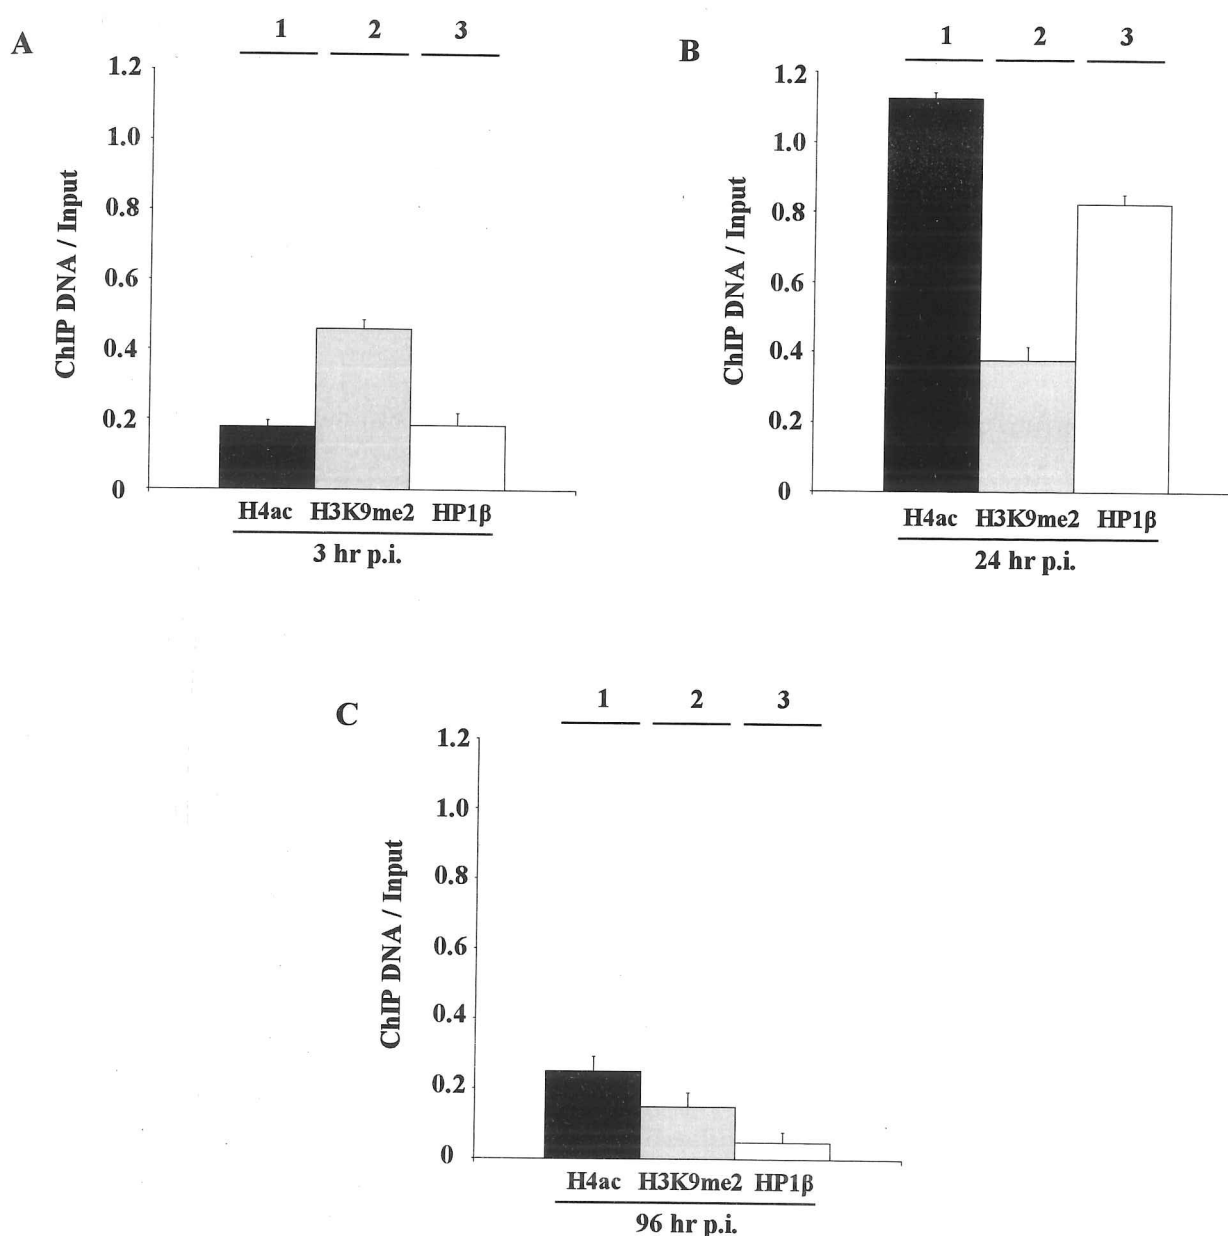 A
1 2 3
ChIP DNA / Input
1.2
1.0
0.8
0.6
0.4
0.2
0
H4ac H3K9me2 HP1β
3 hr p.i.
B
1 2 3
ChIP DNA / Input
1.2
1.0
0.8
0.6
0.4
0.2
0
H4ac H3K9me2 HP1β
24 hr p.i.
C
1 2 3
ChIP DNA / Input
1.2
1.0
0.8
0.6
0.4
0.2
0
H4ac H3K9me2 HP1β
96 hr p.i.